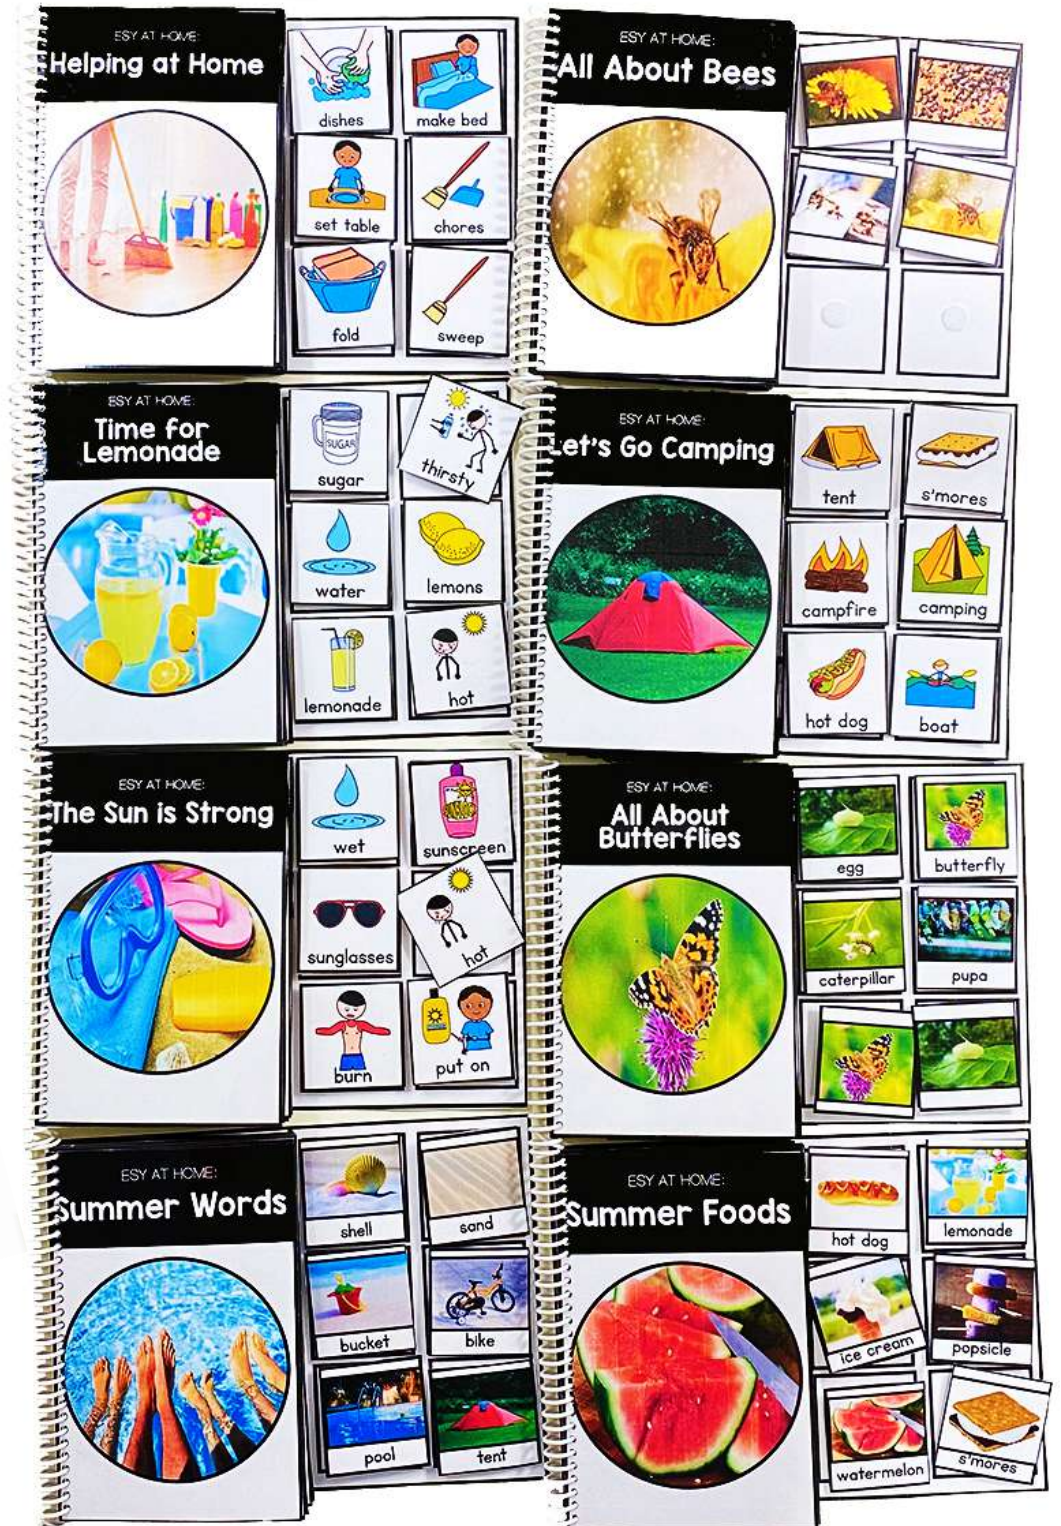 ESY AT HOME:
Helping at Home
dishes
make bed
set table
chores
fold
sweep
ESY AT HOME:
All About Bees
ESY AT HOME:
Time for
Lemonade
SUGAR
sugar
thirsty
water
lemons
lemonade
hot
ESY AT HOME:
Let's Go Camping
tent
s'mores
campfire
camping
hot dog
boat
ESY AT HOME:
The Sun is Strong
wet
sunscreen
sunglasses
hot
burn
put on
ESY AT HOME:
All About
Butterflies
egg
butterfly
caterpillar
pupa
ESY AT HOME:
Summer Words
shell
sand
bucket
bike
pool
tent
ESY AT HOME:
Summer Foods
hot dog
lemonade
ice cream
popsicle
watermelon
s'mores